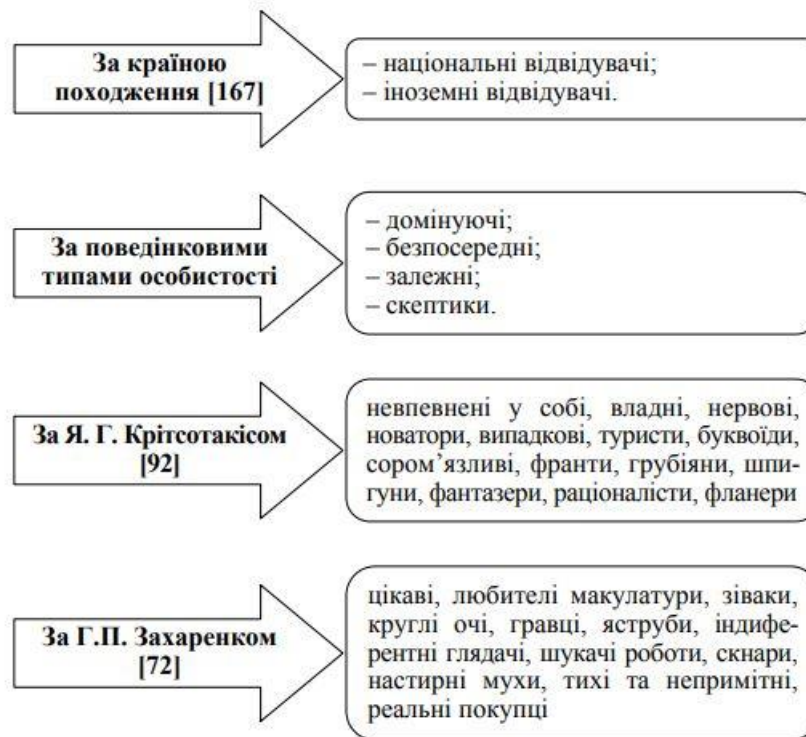 За країною
походження [167]
– національні відвідувачі;
– іноземні відвідувачі.
За поведінковими
типами особистості
– домінуючі;
– безпосередні;
– залежні;
– скептики.
За Я. Г. Крітсотакісом
[92]
невпевнені у собі, владні, нервові,
новатори, випадкові, туристи, буквоїди,
сором’язливі, франти, грубіяни, шпи-
гуни, фантазери, раціоналісти, фланери
За Г.П. Захаренком
[72]
цікаві, любителі макулатури, зіваки,
круглі очі, гравці, яструби, індифе-
рентні глядачі, шукачі роботи, скнари,
настирні мухи, тихі та непримітні,
реальні покупці